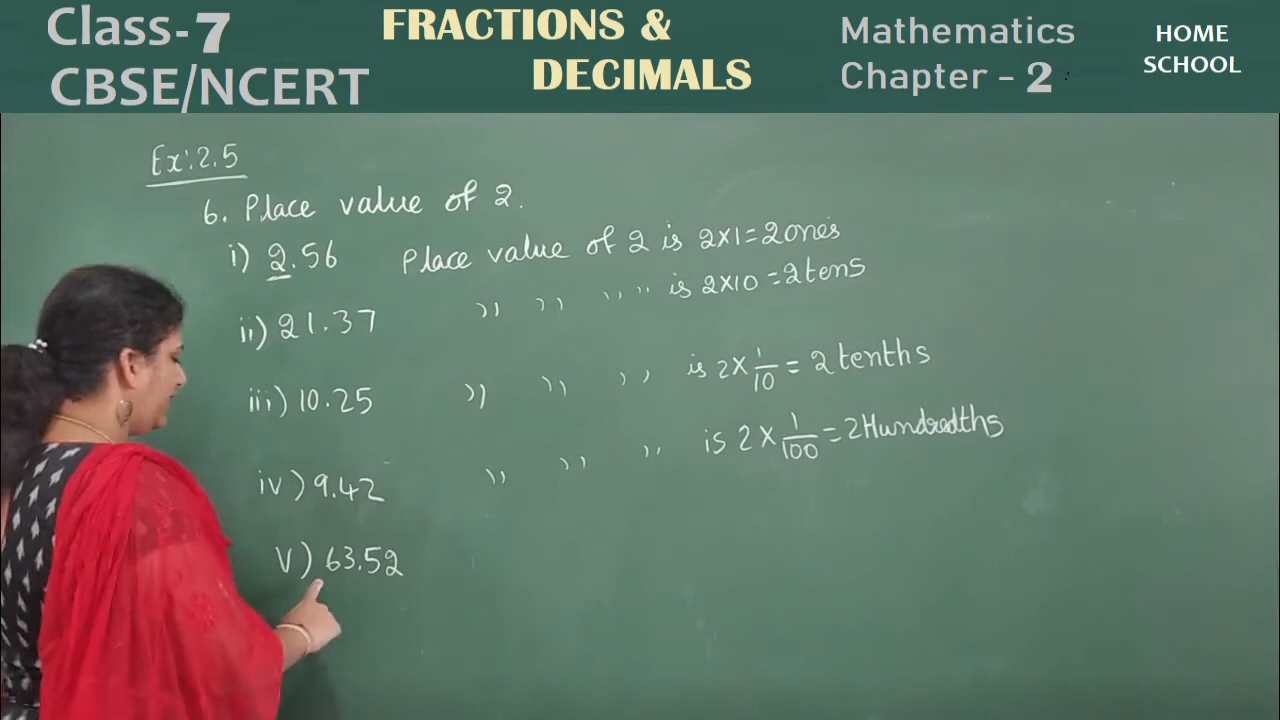 Class-7
CBSE/NCERT
FRACTIONS &
DECIMALS
Mathematics
Chapter - 2
HOME
SCHOOL
Ex:2.5
6. Place value of 2.
i) 2.56 Place value of 2 is 2×1=2ones
ii) 21.37 ,, ,, ,, ,, is 2×10 =2tens
iii) 10.25 ,, ,, ,, is 2×1/10 = 2tenths
iv) 9.42 ,, ,, ,, is 2×1/100 =2Hundredths
V) 63.52